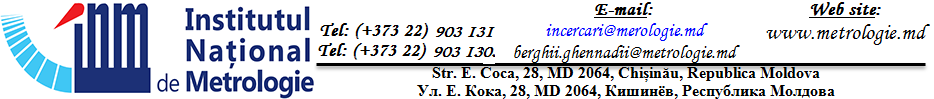 inm
Institutul
Național
de Metrologie
E-mail:
Web site:
Tel: (+373 22) 903 131
incercari@merologie.md
www.metrologie.md
Tel: (+373 22) 903 130.
berghii.ghennadii@metrologie.md
Str. E. Coca, 28, MD 2064, Chișinău, Republica Moldova
Ул. Е. Кока, 28, MD 2064, Кишинёв, Республика Молдова